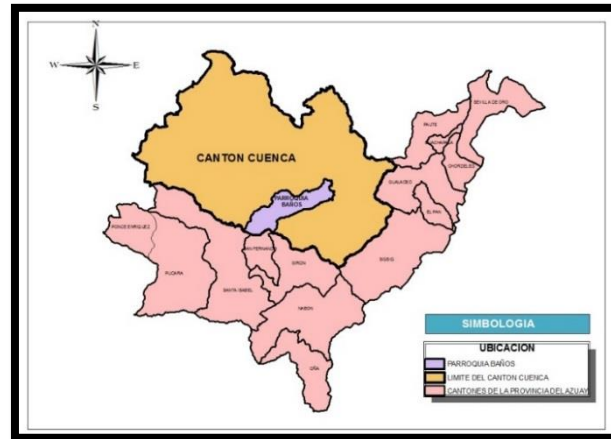 N
W E
S
SEVILLA DE ORO
PAUTE
CANTON CUENCA
CHORDELEG
GUALACEO
PARROQUIA
BAÑOS
EL PAN
SIGSIG
SAN FERNANDO
GIRON
PUCARA
SANTA ISABEL
NABON
OÑA
SIMBOLOGIA
UBICACION
PARROQUIA BAÑOS
LIMITE DEL CANTON CUENCA
CANTONES DE LA PROVINCIA DEL AZUAY